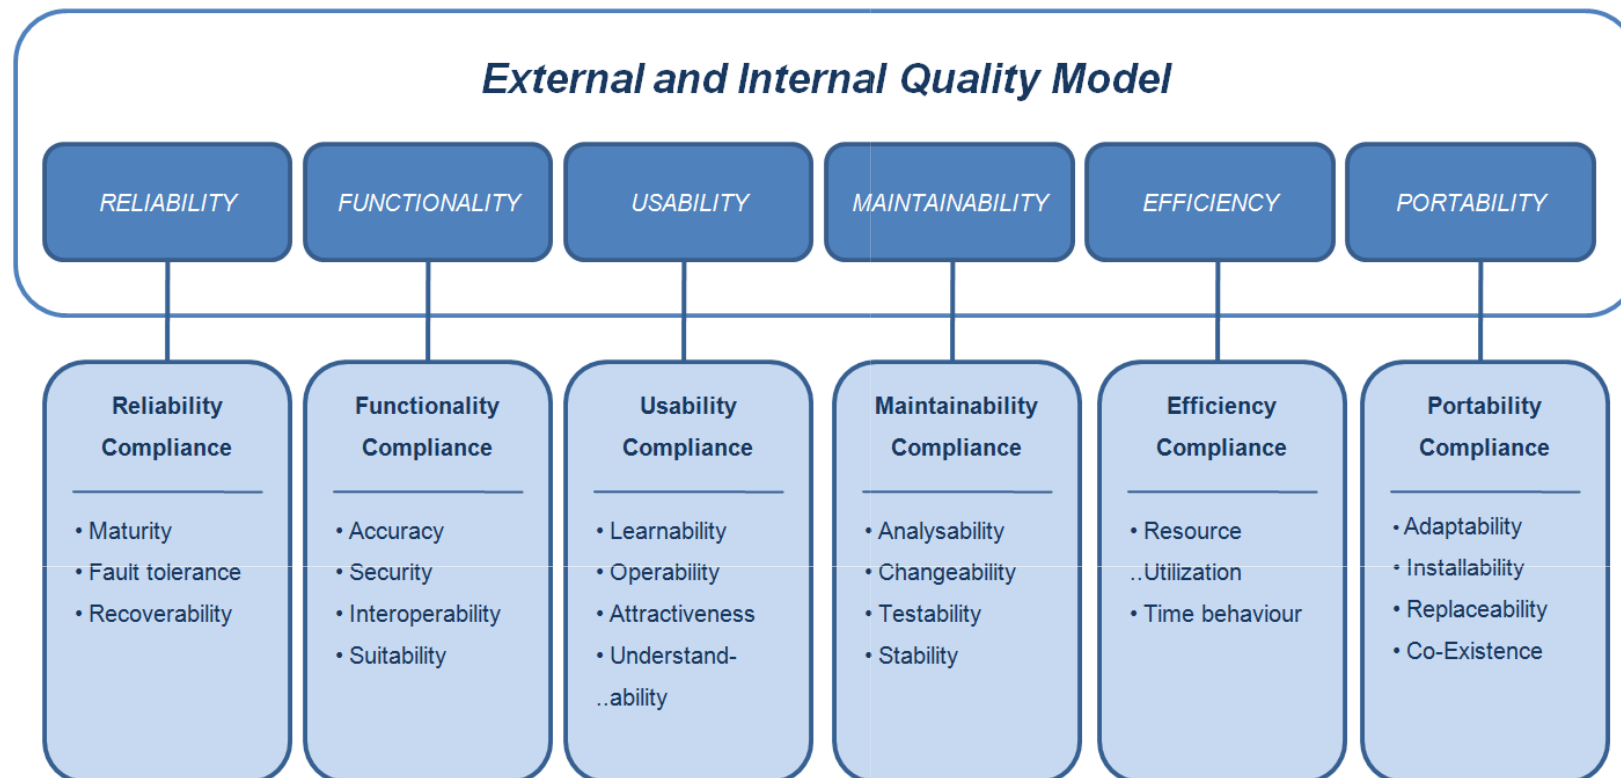 External and Internal Quality Model
RELIABILITY
FUNCTIONALITY
USABILITY
MAINTAINABILITY
EFFICIENCY
PORTABILITY
Reliability
Compliance
• Maturity
• Fault tolerance
• Recoverability
Functionality
Compliance
• Accuracy
• Security
• Interoperability
• Suitability
Usability
Compliance
• Learnability
• Operability
• Attractiveness
• Understand-
..ability
Maintainability
Compliance
• Analysability
• Changeability
• Testability
• Stability
Efficiency
Compliance
• Resource
..Utilization
• Time behaviour
Portability
Compliance
• Adaptability
• Installability
• Replaceability
• Co-Existence